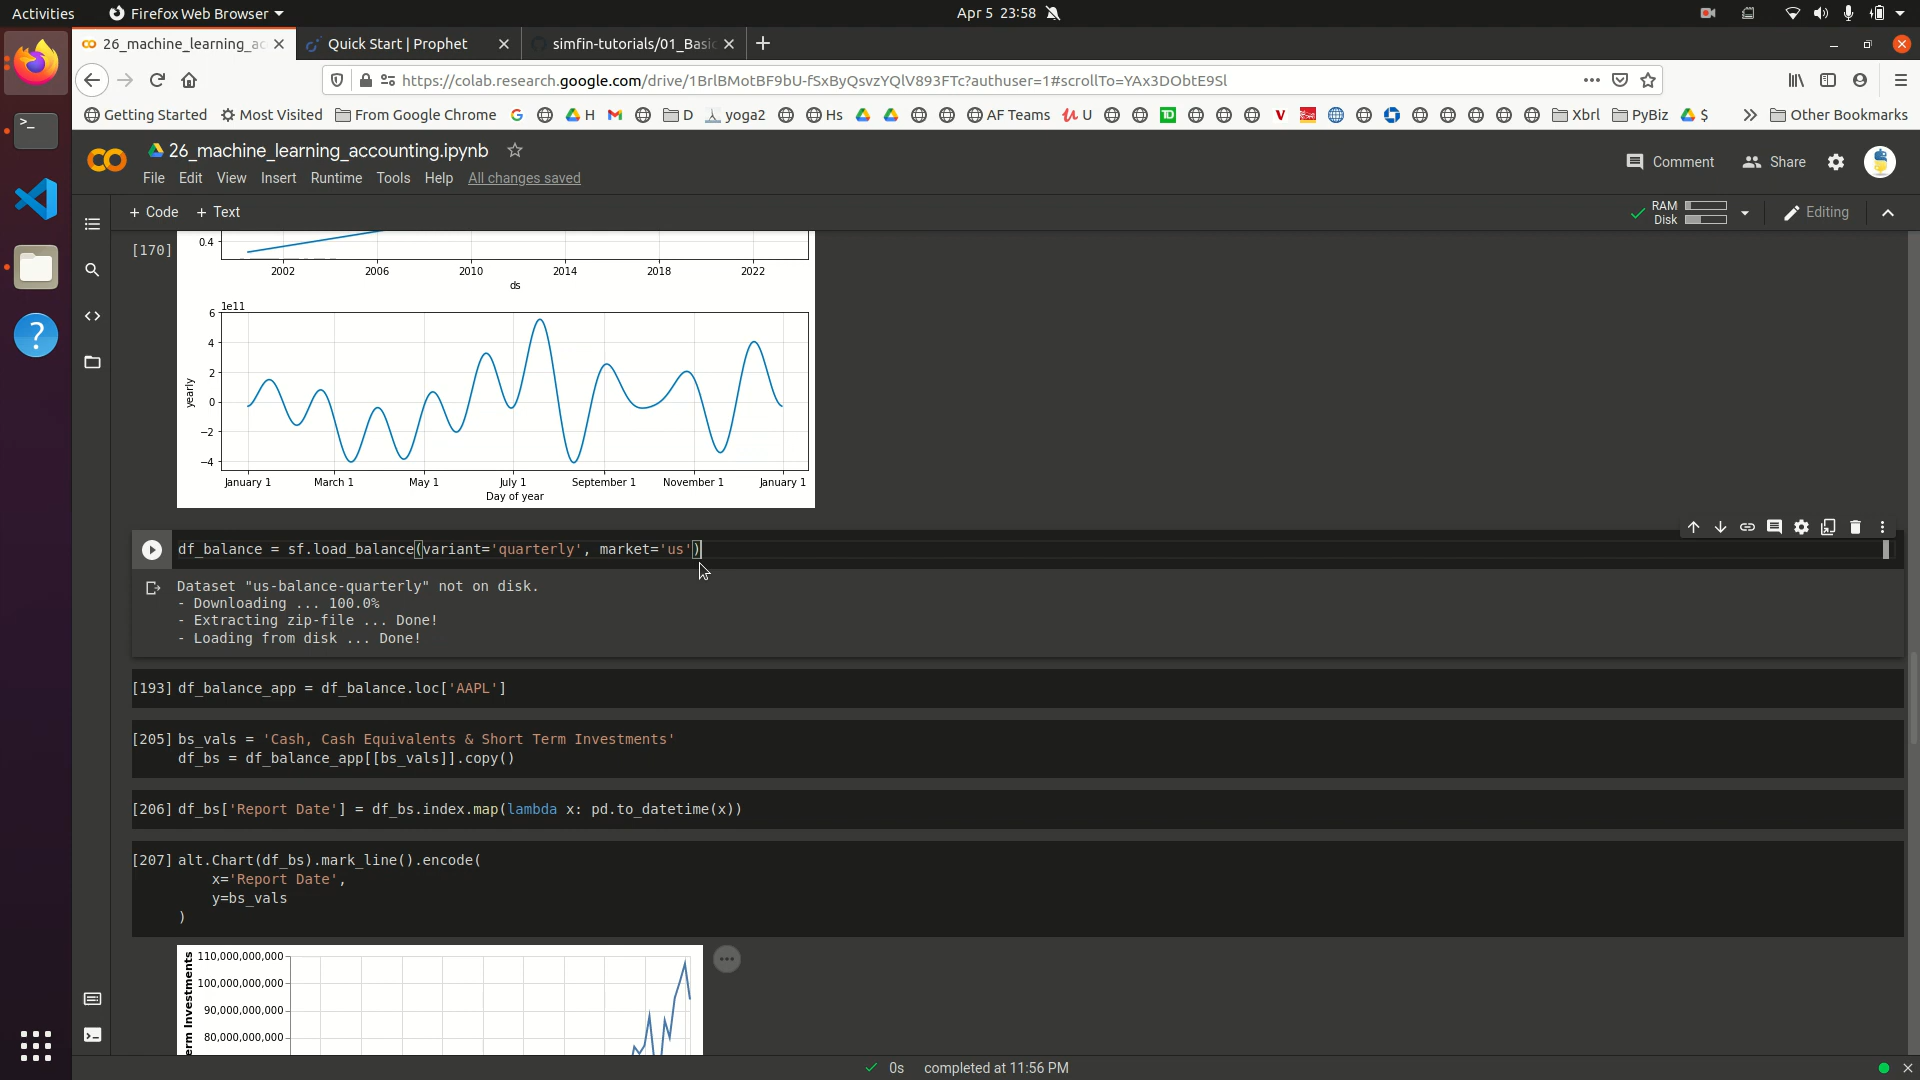 Activities
Firefox Web Browser
Apr 5 23:58
26_machine_learning_ac
Quick Start | Prophet
simfin-tutorials/01_Basic
https://colab.research.google.com/drive/1BrlBMotBF9bU-fSxByQsvzYQlV893FTc?authuser=1#scrollTo=YAx3DObtE9Sl
Getting Started
Most Visited
From Google Chrome
H
D
yoga2
Hs
AF Teams
U
TD
V
Xbrl
PyBiz
$
Other Bookmarks
26_machine_learning_accounting.ipynb
Comment
Share
File Edit View Insert Runtime Tools Help All changes saved
+ Code + Text
RAM
Disk
Editing
[170]
0.4
2002 2006 2010 2014 2018 2022
ds
1e11
6
4
2
0
−2
−4
yearly
January 1 March 1 May 1 July 1 September 1 November 1 January 1
Day of year
df_balance = sf.load_balance(variant='quarterly', market='us')
Dataset "us-balance-quarterly" not on disk.
- Downloading ... 100.0%
- Extracting zip-file ... Done!
- Loading from disk ... Done!
[193] df_balance_app = df_balance.loc['AAPL']
[205] bs_vals = 'Cash, Cash Equivalents & Short Term Investments'
df_bs = df_balance_app[[bs_vals]].copy()
[206] df_bs['Report Date'] = df_bs.index.map(lambda x: pd.to_datetime(x))
[207] alt.Chart(df_bs).mark_line().encode(
x='Report Date',
y=bs_vals
)
110,000,000,000
100,000,000,000
90,000,000,000
80,000,000,000
erm Investments
0s completed at 11:56 PM